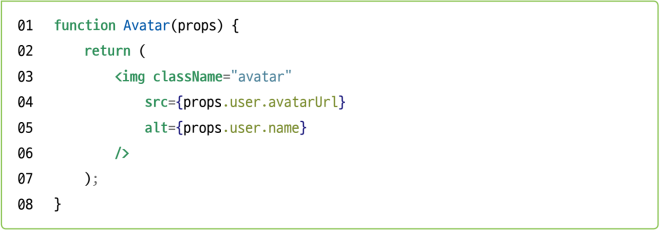 01 function Avatar(props) {
02     return (
03         <img className="avatar"
04             src={props.user.avatarUrl}
05             alt={props.user.name}
06         />
07     );
08 }